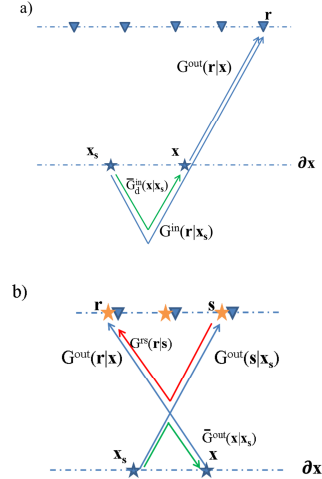 a)
r
G^out(r|x)
x_s
x
∂x
Ḡ_d^in(x|x_s)
G^in(r|x_s)
b)
r
s
G^rs(r|s)
G^out(r|x)
G^out(s|x_s)
Ḡ^out(x|x_s)
x_s
x
∂x